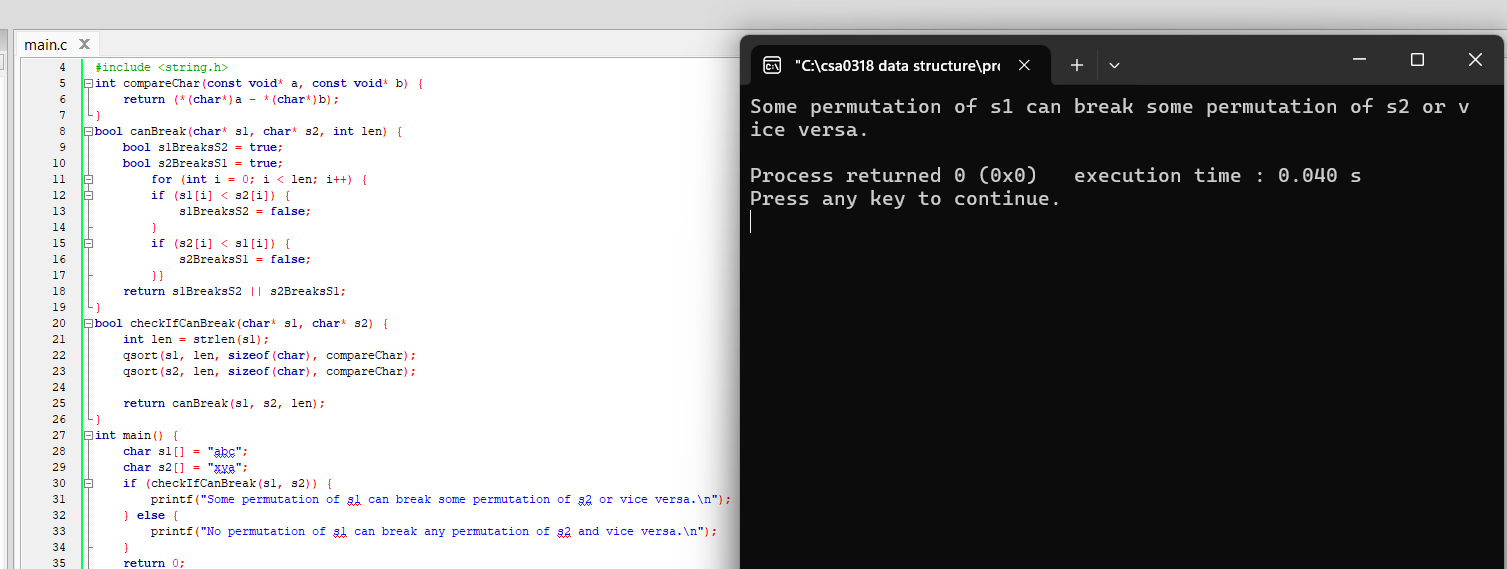 main.c
4 #include <string.h>
5 int compareChar(const void* a, const void* b) {
6 return (*(char*)a - *(char*)b);
7 }
8 bool canBreak(char* s1, char* s2, int len) {
9 bool s1BreaksS2 = true;
10 bool s2BreaksS1 = true;
11 for (int i = 0; i < len; i++) {
12 if (s1[i] < s2[i]) {
13 s1BreaksS2 = false;
14 }
15 if (s2[i] < s1[i]) {
16 s2BreaksS1 = false;
17 }}
18 return s1BreaksS2 || s2BreaksS1;
19 }
20 bool checkIfCanBreak(char* s1, char* s2) {
21 int len = strlen(s1);
22 qsort(s1, len, sizeof(char), compareChar);
23 qsort(s2, len, sizeof(char), compareChar);
24
25 return canBreak(s1, s2, len);
26 }
27 int main() {
28 char s1[] = "abc";
29 char s2[] = "xya";
30 if (checkIfCanBreak(s1, s2)) {
31 printf("Some permutation of s1 can break some permutation of s2 or vice versa.\n");
32 } else {
33 printf("No permutation of s1 can break any permutation of s2 and vice versa.\n");
34 }
35 return 0;
"C:\csa0318 data structure\pro
Some permutation of s1 can break some permutation of s2 or v
ice versa.
Process returned 0 (0x0) execution time : 0.040 s
Press any key to continue.